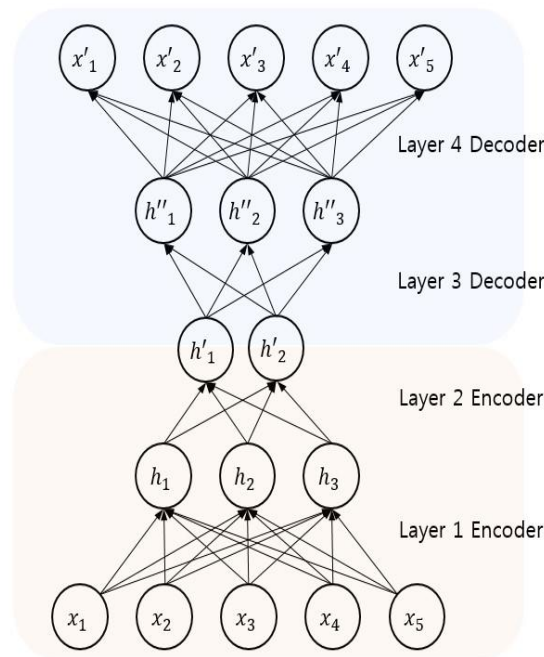 x'₁ x'₂ x'₃ x'₄ x'₅
Layer 4 Decoder
h''₁ h''₂ h''₃
Layer 3 Decoder
h'₁ h'₂
Layer 2 Encoder
h₁ h₂ h₃
Layer 1 Encoder
x₁ x₂ x₃ x₄ x₅